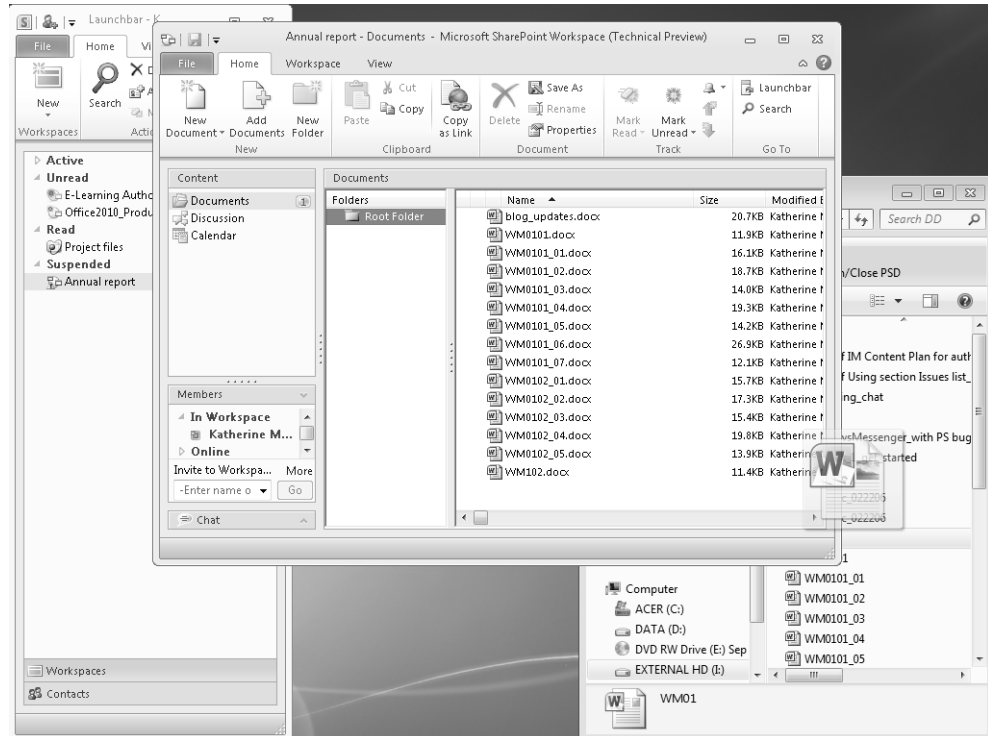 Launchbar - K
File Home Vi
New
Search
Workspaces
Active
Unread
E-Learning Autho
Office2010_Produ
Read
Project files
Suspended
Annual report
Workspaces
Contacts
Annual report - Documents - Microsoft SharePoint Workspace (Technical Preview)
File Home Workspace View
New Document
Add Documents
New Folder
New
Paste
Cut
Copy
Copy as Link
Clipboard
Delete
Save As
Rename
Properties
Document
Mark Read
Mark Unread
Track
Launchbar
Search
Go To
Content
Documents 1
Discussion
Calendar
Members
In Workspace
Katherine M...
Online
Invite to Workspa... More
-Enter name o Go
Chat
Documents
Folders
Root Folder
Name Size Modified B
blog_updates.docx 20.7KB Katherine M
WM0101.docx 11.9KB Katherine M
WM0101_01.docx 16.1KB Katherine M
WM0101_02.docx 18.7KB Katherine M
WM0101_03.docx 14.0KB Katherine M
WM0101_04.docx 19.3KB Katherine M
WM0101_05.docx 14.2KB Katherine M
WM0101_06.docx 26.9KB Katherine M
WM0101_07.docx 12.1KB Katherine M
WM0102_01.docx 15.7KB Katherine M
WM0102_02.docx 17.3KB Katherine M
WM0102_03.docx 15.4KB Katherine M
WM0102_04.docx 19.8KB Katherine M
WM0102_05.docx 13.9KB Katherine
WM102.docx 11.4KB Katherine
Search DD
n/Close PSD
f IM Content Plan for auth
f Using section Issues list_
ng_chat
wsMessenger_with PS bug
started
c_022206
c_022206
1
WM0101_01
WM0101_02
WM0101_03
WM0101_04
WM0101_05
Computer
ACER (C:)
DATA (D:)
DVD RW Drive (E:) Sep
EXTERNAL HD (I:)
WM01